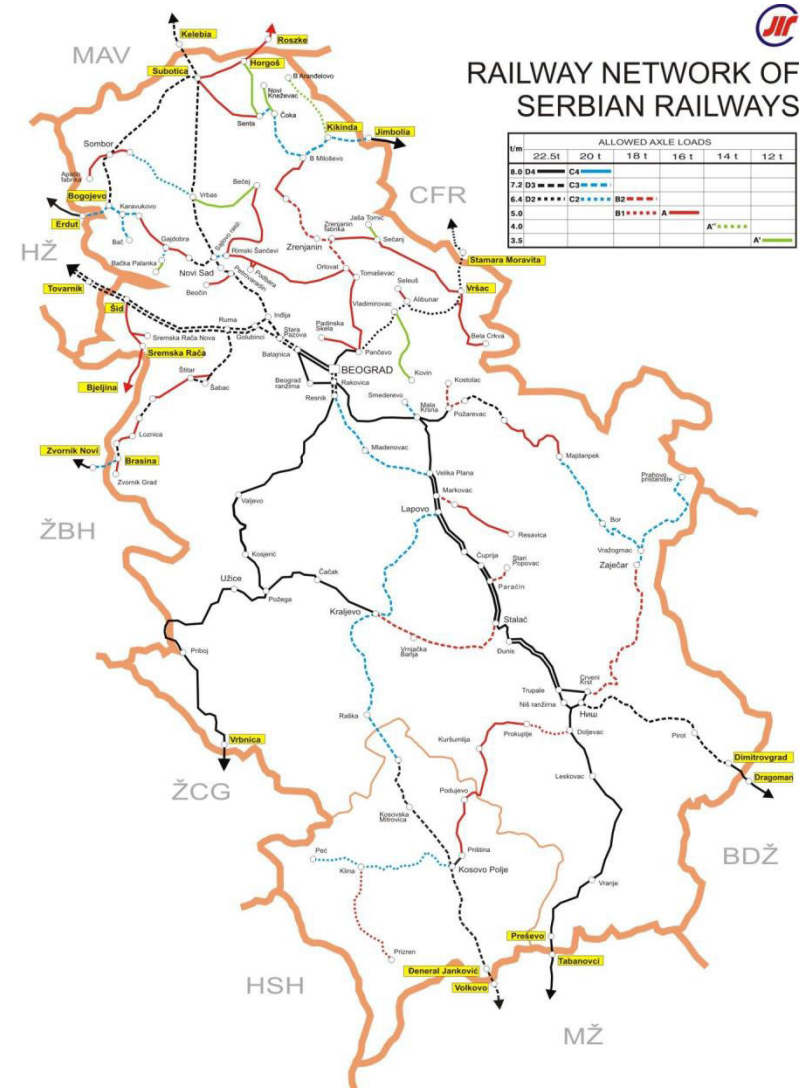 JŽ
RAILWAY NETWORK OF
SERBIAN RAILWAYS
t/m
ALLOWED AXLE LOADS
22.5t 20 t 18 t 16 t 14 t 12 t
8.0 D4 C4
7.2 D3 C3
6.4 D2 C2 B2
5.0 B1 A
4.0 A''
3.5 A'
MAV
Kelebia
Roszke
Subotica
Horgoš
B Aranđelovo
Novi
Kneževac
Senta
Čoka
Kikinda
Jimbolia
B Miloševo
Sombor
Apatin
fabrika
CFR
Bogojevo
Karavukovo
Vrbas
Bečej
Erdut
Bač
Gajdobra
Bačka Palanka
Sajlovo rasp.
Rimski Šančevi
Zrenjanin
fabrika
Jaša Tomić
Sečanj
Zrenjanin
HŽ
Novi Sad
Podbara
Petrovaradin
Beočin
Orlovat
Tomaševac
Stamara Moravita
Tovarnik
Vladimirovac
Seleuš
Alibunar
Vršac
Šid
Ruma
Inđija
Golubinci
Stara
Pazova
Padinska
Skela
Pančevo
Bela Crkva
Sremska Rača Nova
Sremska Rača
Batajnica
BEOGRAD
Kovin
Bjeljina
Štitar
Šabac
Beograd
ranžirna
Rakovica
Resnik
Smederevo
Mala
Krsna
Kostolac
Požarevac
Loznica
Zvornik Novi
Brasina
Zvornik Grad
Mladenovac
Majdanpek
Velika Plana
Prahovo
pristanište
Markovac
Valjevo
Lapovo
Bor
Resavica
ŽBH
Vražogrnac
Kosjerić
Ćuprija
Stari
Popovac
Zaječar
Užice
Čačak
Paraćin
Požega
Kraljevo
Stalać
Vrnjačka
Banja
Đunis
Priboj
Trupale
Crveni
Krst
Niš ranžirna
Ниш
Raška
Vrbnica
Kuršumlija
Prokuplje
Doljevac
Pirot
Dimitrovgrad
Dragoman
ŽCG
Leskovac
Podujevo
Kosovska
Mitrovica
BDŽ
Peć
Klina
Priština
Kosovo Polje
Vranje
Prizren
Preševo
Tabanovci
Đeneral Janković
Volkovo
HSH
MŽ